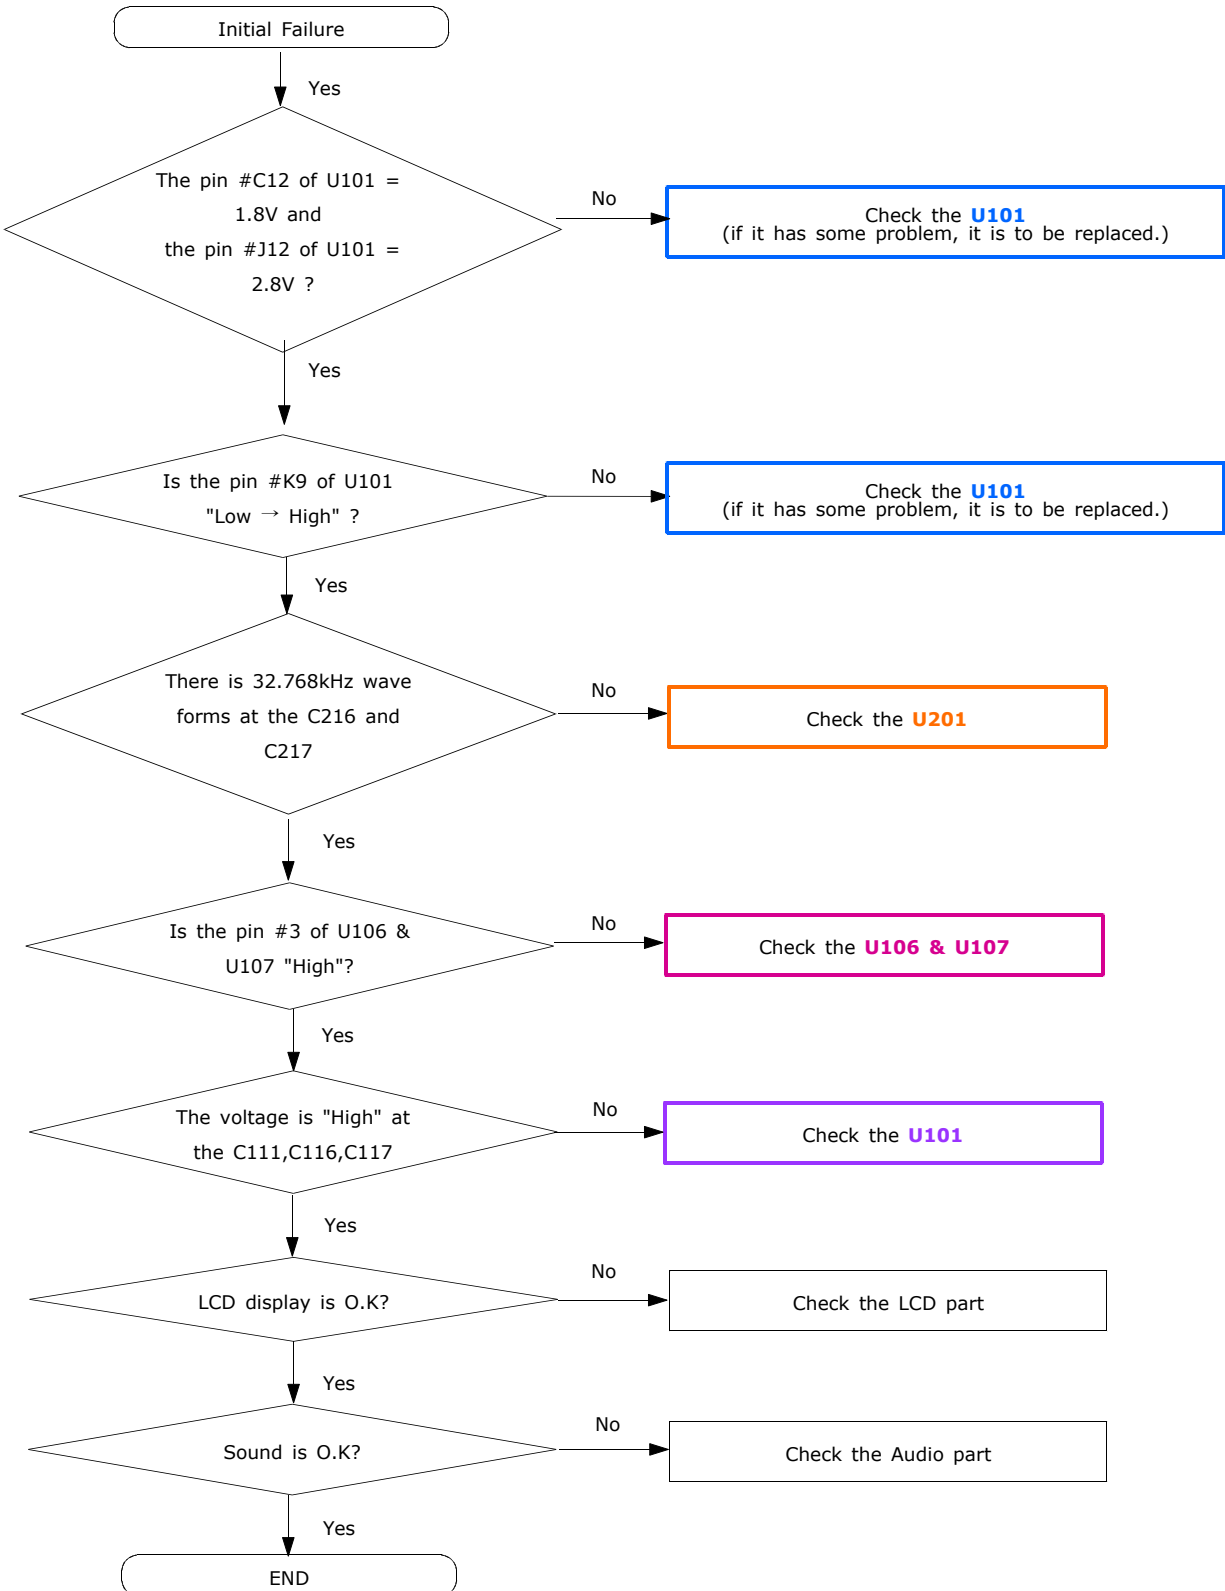 Initial Failure
Yes
The pin #C12 of U101 =
1.8V and
the pin #J12 of U101 =
2.8V ?
No
Check the U101
(if it has some problem, it is to be replaced.)
Yes
Is the pin #K9 of U101
"Low → High" ?
No
Check the U101
(if it has some problem, it is to be replaced.)
Yes
There is 32.768kHz wave
forms at the C216 and
C217
No
Check the U201
Yes
Is the pin #3 of U106 &
U107 "High"?
No
Check the U106 & U107
Yes
The voltage is "High" at
the C111,C116,C117
No
Check the U101
Yes
LCD display is O.K?
No
Check the LCD part
Yes
Sound is O.K?
No
Check the Audio part
Yes
END